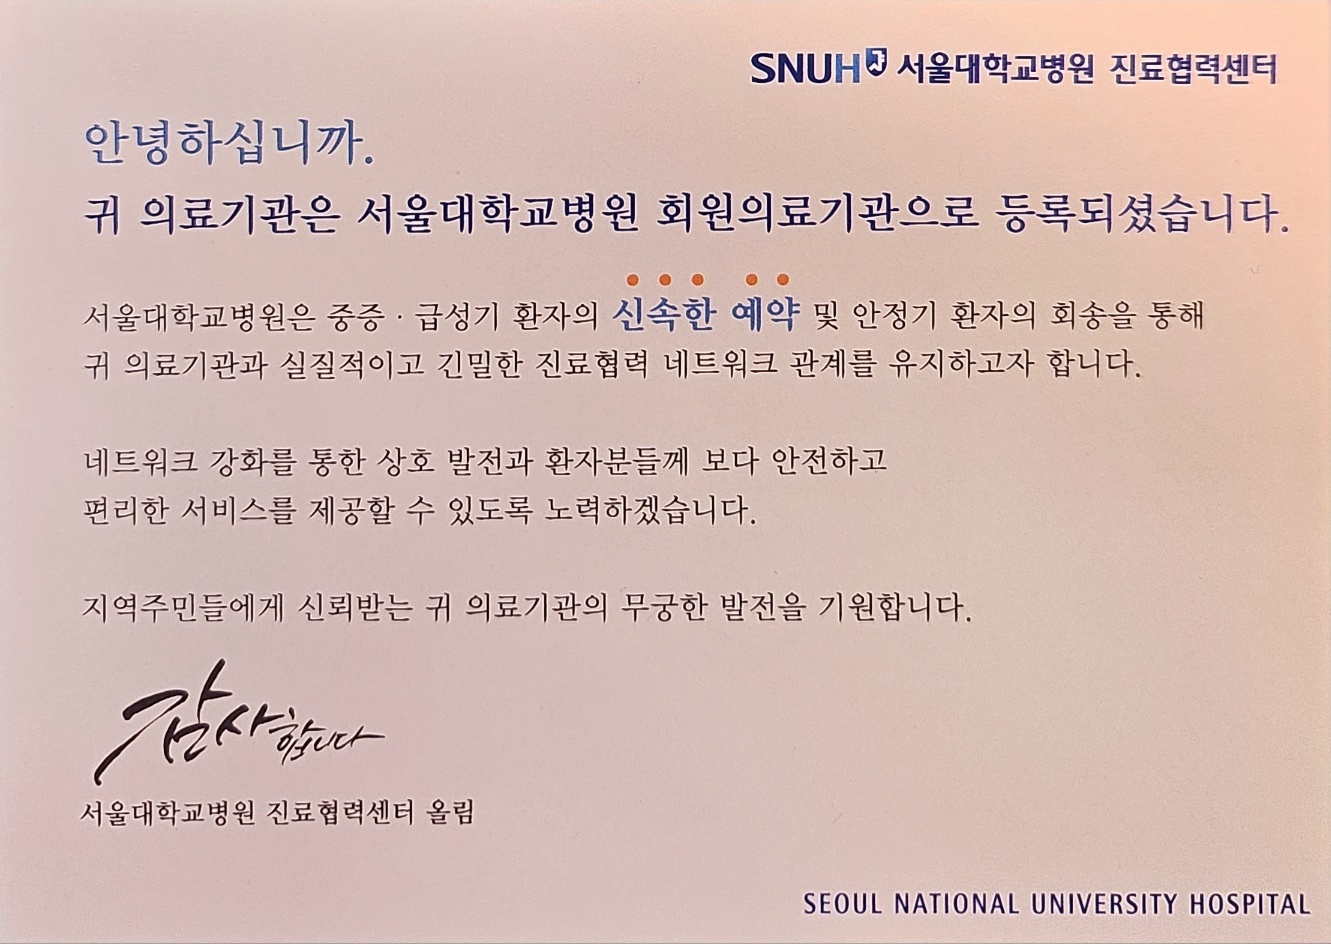 SNUH 서울대학교병원 진료협력센터
안녕하십니까.
귀 의료기관은 서울대학교병원 회원의료기관으로 등록되셨습니다.
서울대학교병원은 중증 · 급성기 환자의 신속한 예약 및 안정기 환자의 회송을 통해
귀 의료기관과 실질적이고 긴밀한 진료협력 네트워크 관계를 유지하고자 합니다.
네트워크 강화를 통한 상호 발전과 환자분들께 보다 안전하고
편리한 서비스를 제공할 수 있도록 노력하겠습니다.
지역주민들에게 신뢰받는 귀 의료기관의 무궁한 발전을 기원합니다.
감사합니다
서울대학교병원 진료협력센터 올림
SEOUL NATIONAL UNIVERSITY HOSPITAL